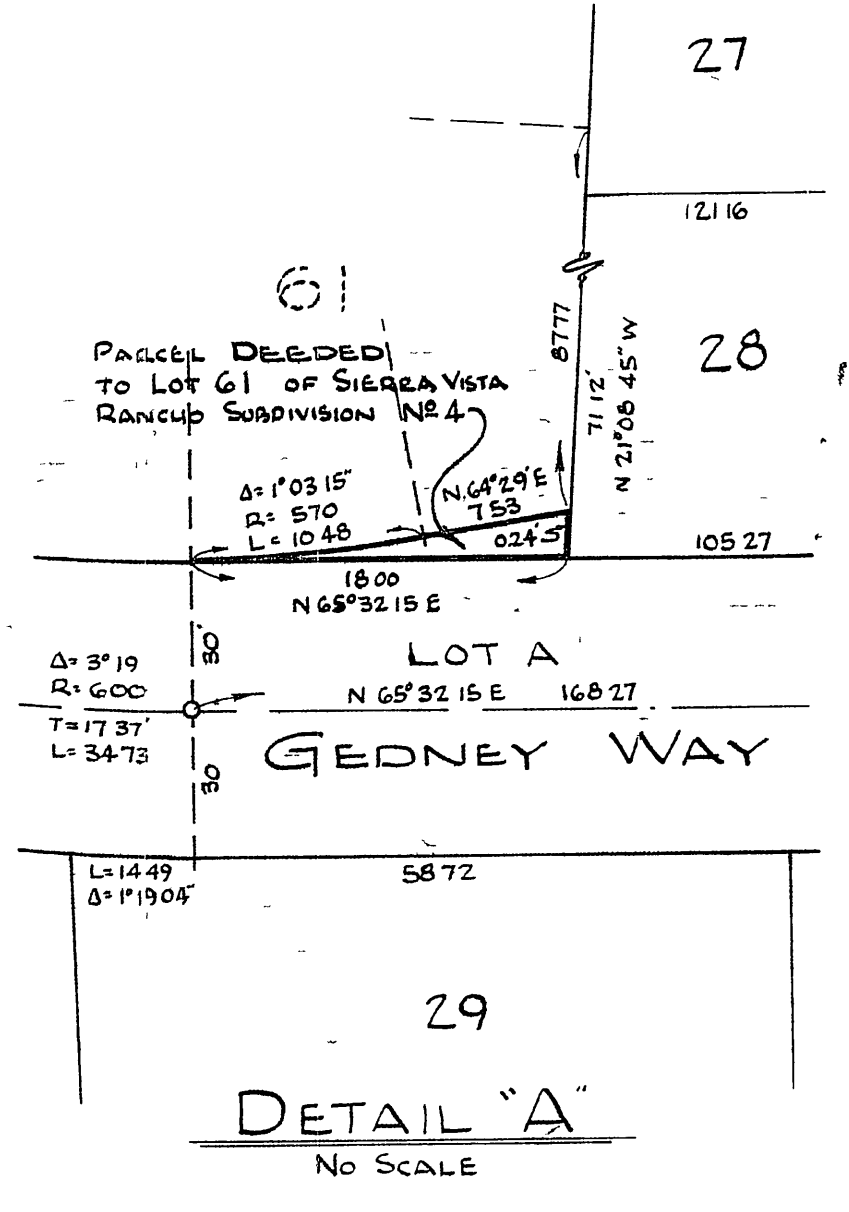 27
121 16
61
PARCEL DEEDED
TO LOT 61 OF SIERRA VISTA
RANCHO SUBDIVISION Nº 4
87 77
71 12'
N 21° 08 45" W
28
Δ= 1° 03 15"
R= 570
L= 10 48
N. 64° 29' E
7 53
0.24' 5
105 27
18 00
N 65° 32 15 E
30'
LOT A
Δ= 3° 19
R= 600
T= 17 37'
L= 34 73
N 65° 32 15 E 168 27
GEDNEY WAY
30
L= 14 49
Δ= 1° 19 04"
58 72
29
DETAIL "A"
NO SCALE